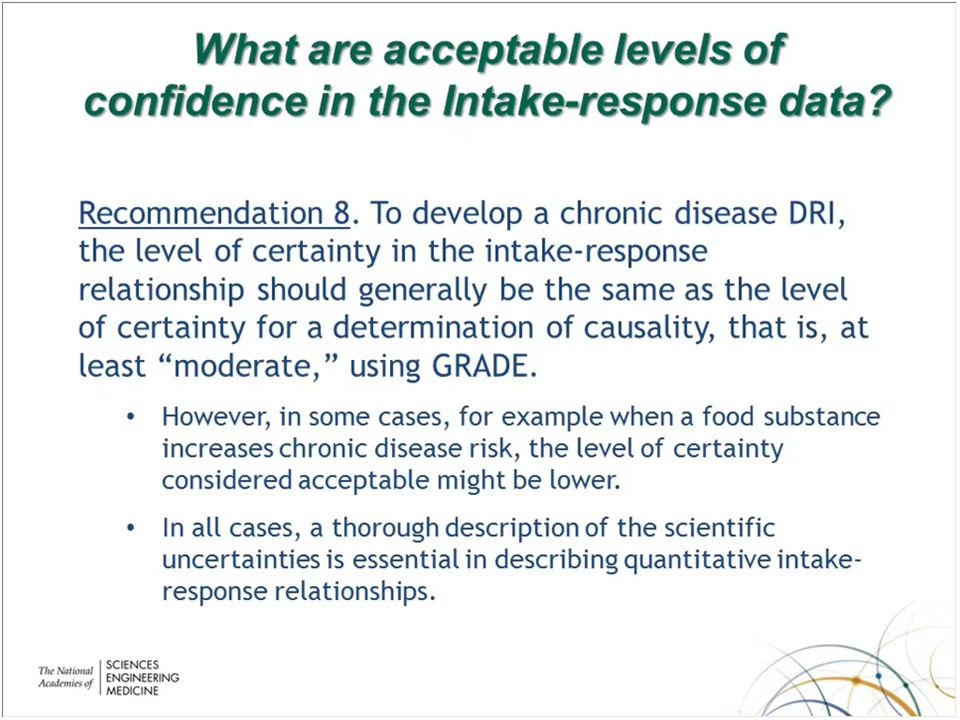 What are acceptable levels of
confidence in the Intake-response data?
Recommendation 8. To develop a chronic disease DRI,
the level of certainty in the intake-response
relationship should generally be the same as the level
of certainty for a determination of causality, that is, at
least “moderate,” using GRADE.
• However, in some cases, for example when a food substance
increases chronic disease risk, the level of certainty
considered acceptable might be lower.
• In all cases, a thorough description of the scientific
uncertainties is essential in describing quantitative intake-
response relationships.
The National
Academies of
SCIENCES
ENGINEERING
MEDICINE